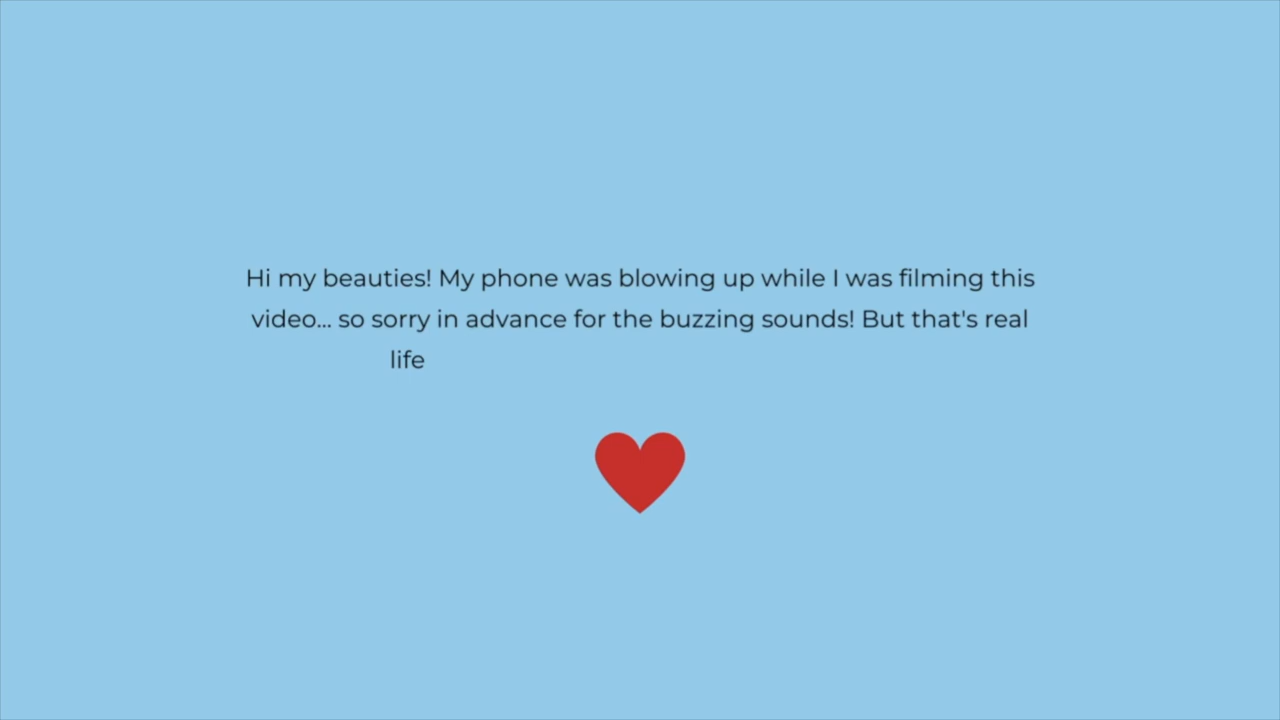 Hi my beauties! My phone was blowing up while I was filming this
video... so sorry in advance for the buzzing sounds! But that's real
life